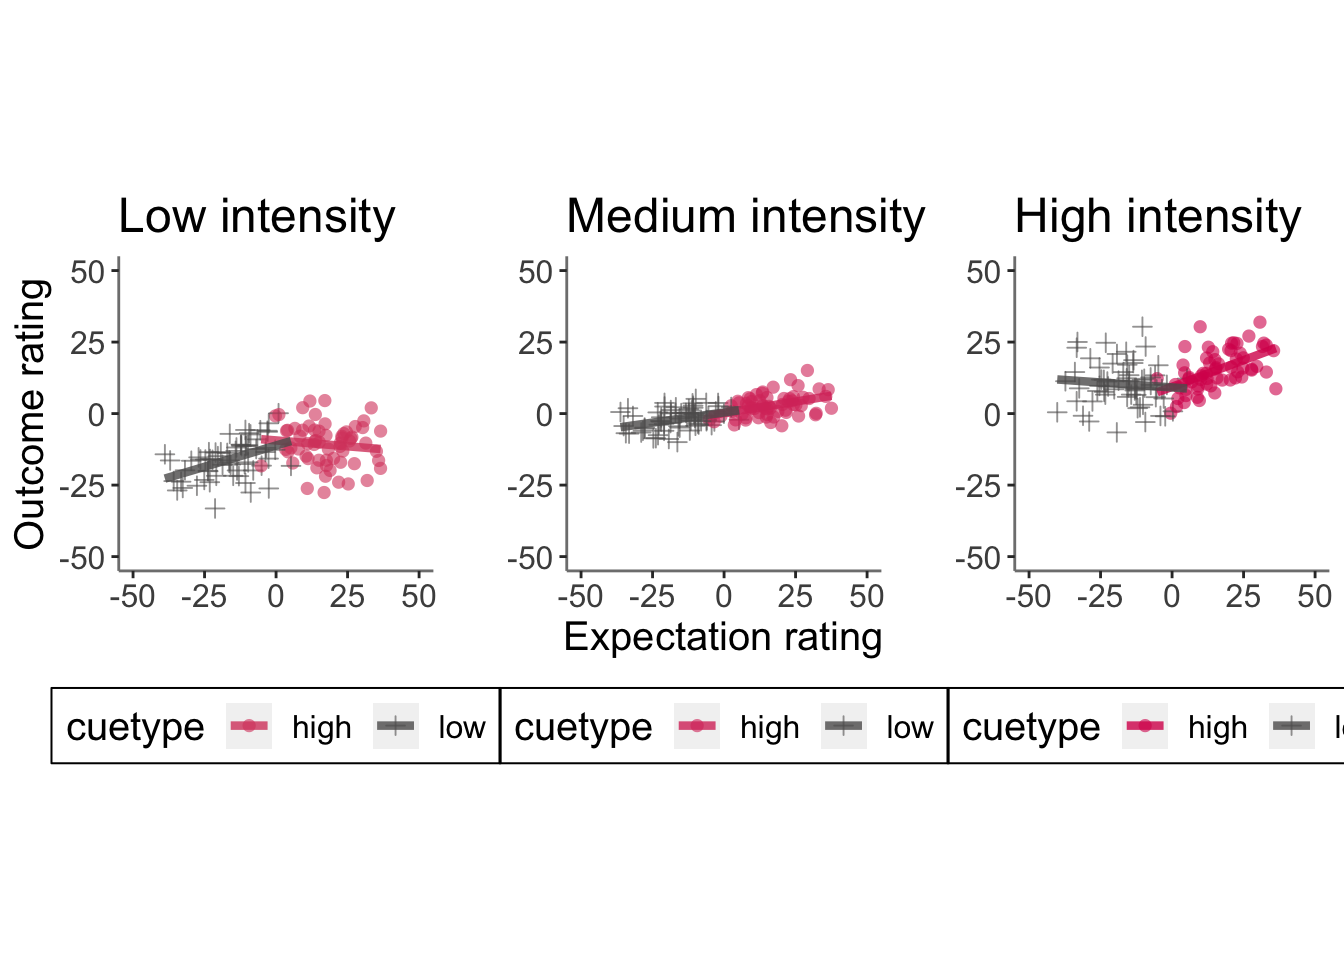 Low intensity
Medium intensity
High intensity
Outcome rating
50
25
0
-25
-50
50
25
0
-25
-50
50
25
0
-25
-50
-50 -25 0 25 50
-50 -25 0 25 50
-50 -25 0 25 50
Expectation rating
cuetype high low
cuetype high low
cuetype high